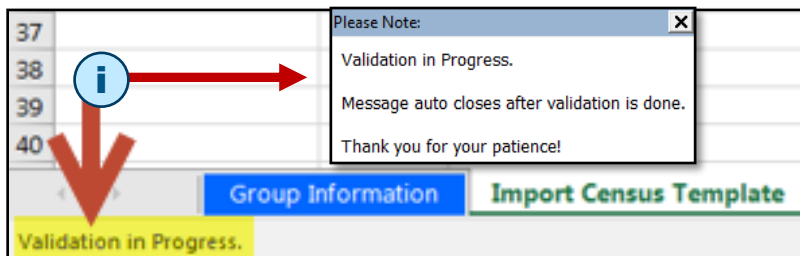 37
38
39
40
i
Please Note:
Validation in Progress.
Message auto closes after validation is done.
Thank you for your patience!
Group Information
Import Census Template
Validation in Progress.